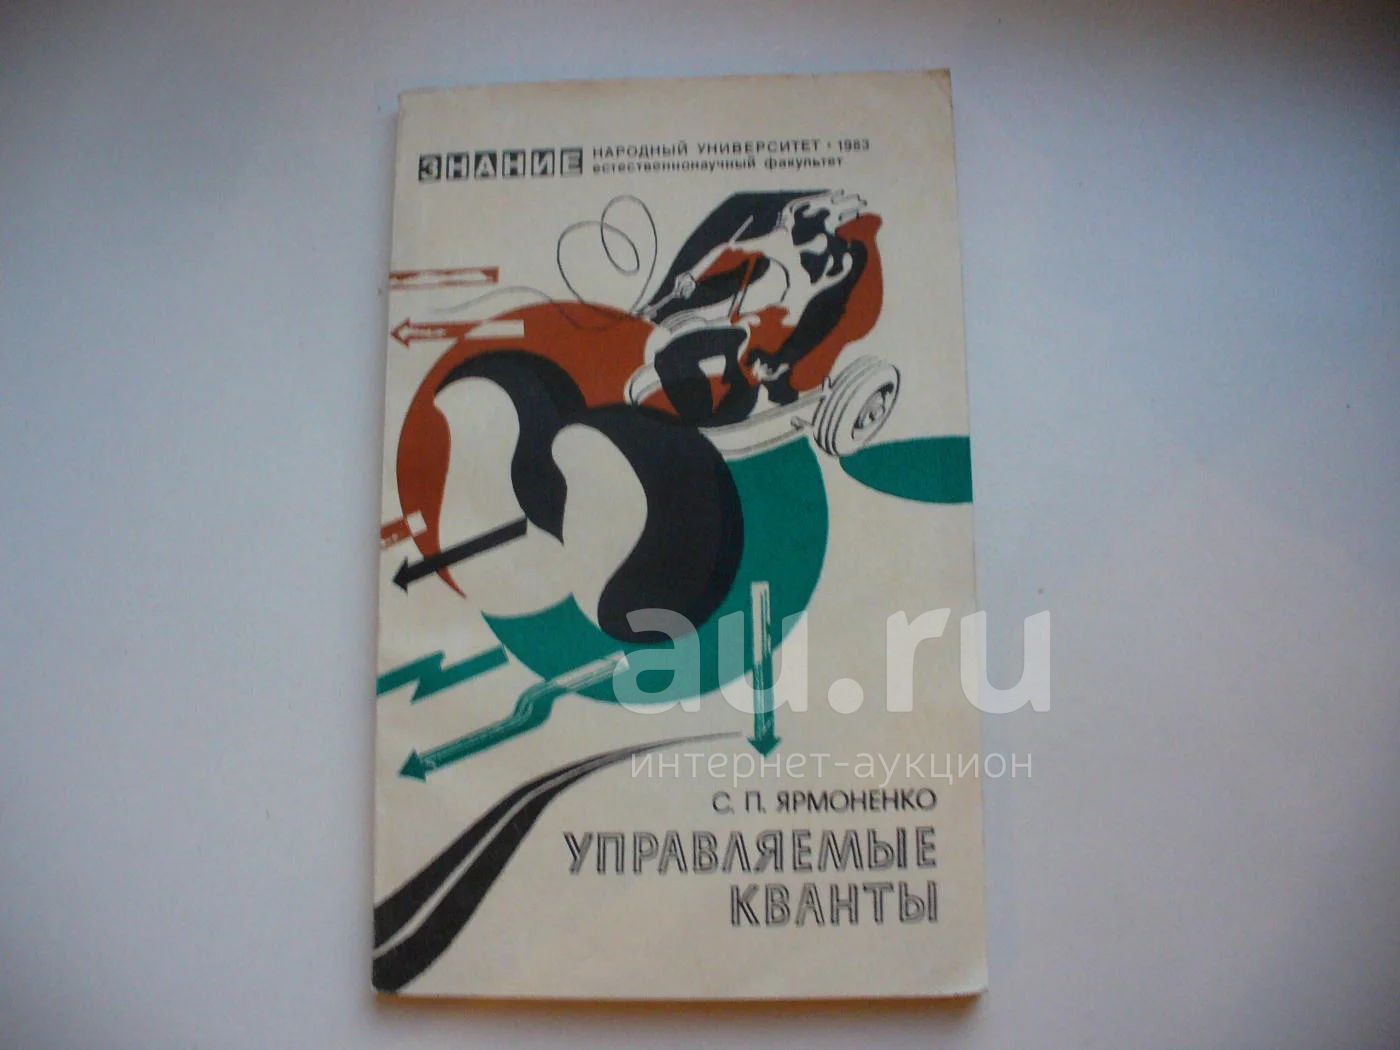 ЗНАНИЕ НАРОДНЫЙ УНИВЕРСИТЕТ • 1983
естественнонаучный факультет
au.ru
интернет-аукцион
С. П. ЯРМОНЕНКО
УПРАВЛЯЕМЫЕ
КВАНТЫ